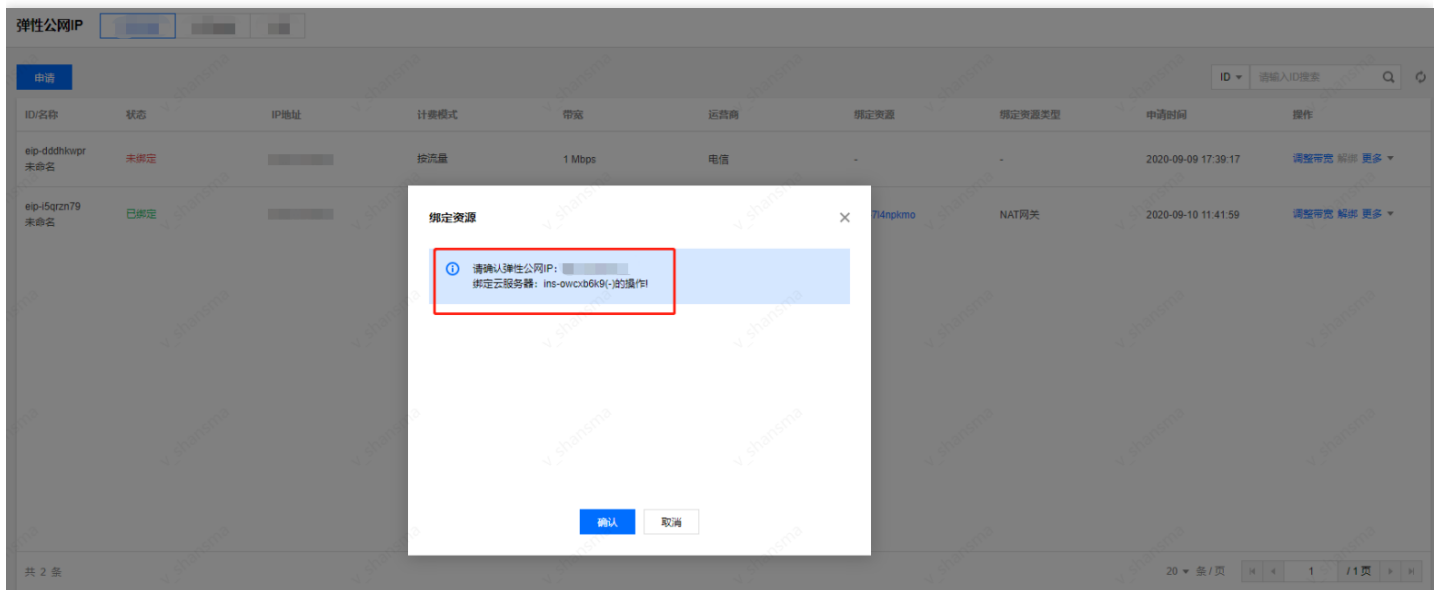 弹性公网IP
申请
ID
请输入ID搜索
ID/名称 状态 IP地址 计费模式 带宽 运营商 绑定资源 绑定资源类型 申请时间 操作
eip-dddhkwpr
未命名
未绑定 按流量 1 Mbps 电信 - - 2020-09-09 17:39:17 调整带宽 解绑 更多
eip-i5qrzn79
未命名
已绑定 7l4npkmo NAT网关 2020-09-10 11:41:59 调整带宽 解绑 更多
绑定资源
请确认弹性公网IP：
绑定云服务器：ins-owcxb6k9(-)的操作!
确认 取消
共 2 条 20 条/页 1 /1页
v_shansma